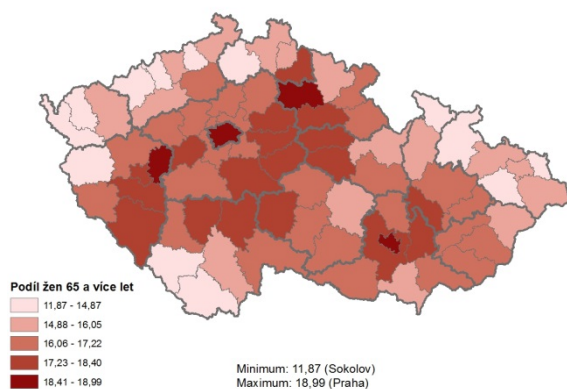 Podíl žen 65 a více let
11,87 - 14,87
14,88 - 16,05
16,06 - 17,22
17,23 - 18,40
18,41 - 18,99
Minimum: 11,87 (Sokolov)
Maximum: 18,99 (Praha)